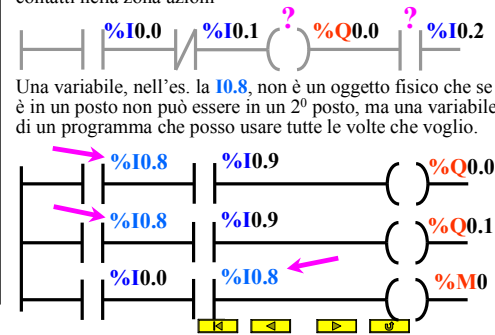 contatti nella zona azioni
? ?
%I0.0 %I0.1 %Q0.0 %I0.2
Una variabile, nell'es. la I0.8, non è un oggetto fisico che se
è in un posto non può essere in un 2⁰ posto, ma una variabile
di un programma che posso usare tutte le volte che voglio.
%I0.8 %I0.9 %Q0.0
%I0.8 %I0.9 %Q0.1
%I0.0 %I0.8 %M0